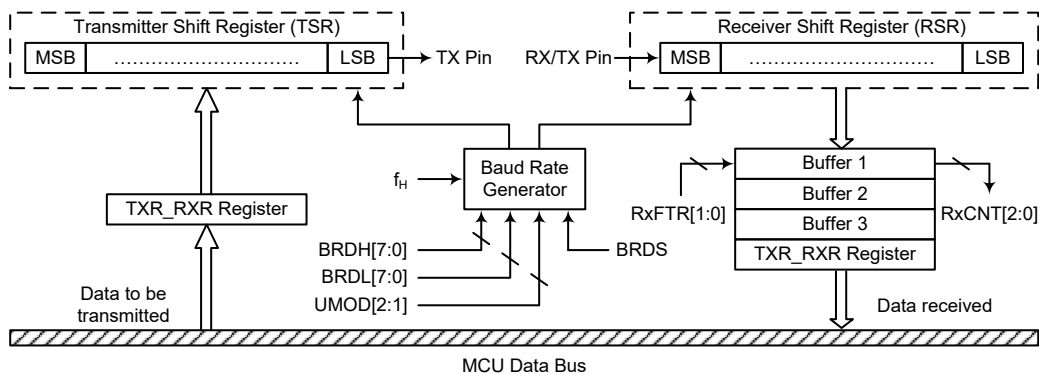 Transmitter Shift Register (TSR)
MSB ................................ LSB
TX Pin
RX/TX Pin
Receiver Shift Register (RSR)
MSB ................................ LSB
Baud Rate
Generator
fH
BRDH[7:0]
BRDL[7:0]
UMOD[2:1]
BRDS
TXR_RXR Register
Data to be
transmitted
Buffer 1
Buffer 2
Buffer 3
TXR_RXR Register
RxFTR[1:0]
RxCNT[2:0]
Data received
MCU Data Bus